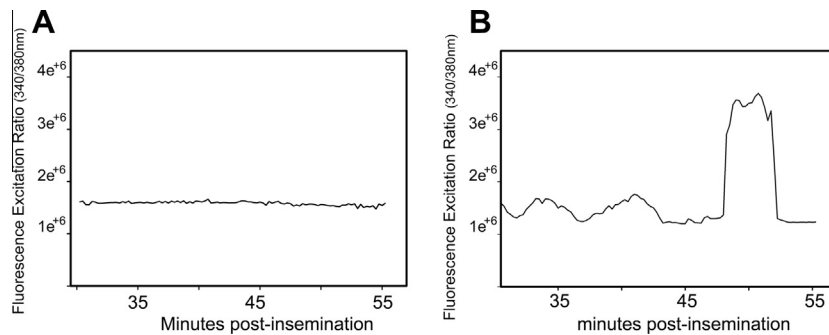 A
Fluorescence Excitation Ratio (340/380nm)
4e+6
3e+6
2e+6
1e+6
35 45 55
Minutes post-insemination
B
Fluorescence Excitation Ratio (340/380nm)
4e+6
3e+6
2e+6
1e+6
35 45 55
minutes post-insemination